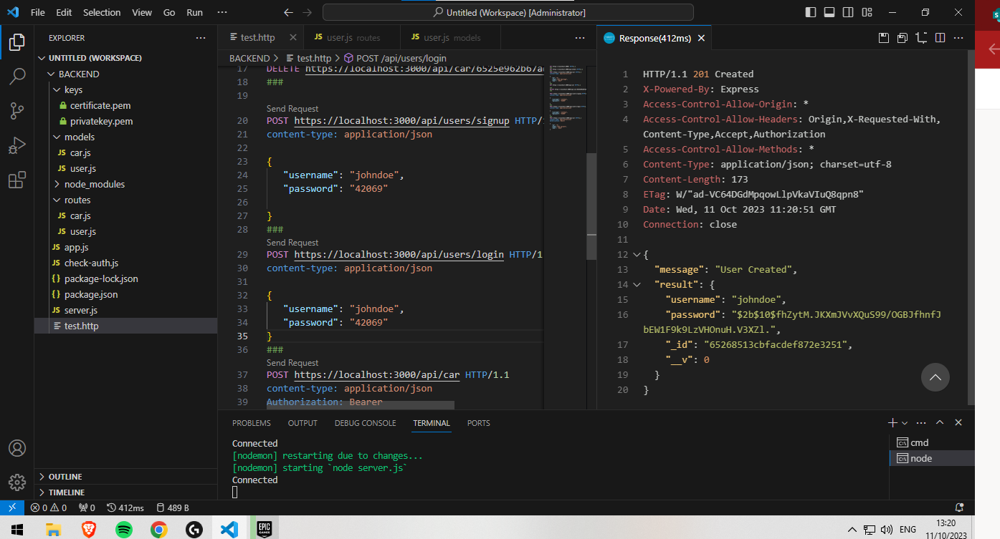 File Edit Selection View Go Run ··· Untitled (Workspace) [Administrator]
EXPLORER ···
UNTITLED (WORKSPACE)
BACKEND
keys
certificate.pem
privatekey.pem
models
JS car.js
JS user.js
node_modules
routes
JS car.js
JS user.js
JS app.js
JS check-auth.js
{} package-lock.json
{} package.json
JS server.js
test.http
OUTLINE
TIMELINE
test.http JS user.js routes JS user.js models ···
BACKEND > test.http > POST /api/users/login
17 DELETE https://localhost:3000/api/car/6525e962b67a
18 ###
19
Send Request
20 POST https://localhost:3000/api/users/signup HTTP/
21 content-type: application/json
22
23 {
24 "username": "johndoe",
25 "password": "42069"
26
27 }
28 ###
Send Request
29 POST https://localhost:3000/api/users/login HTTP/1
30 content-type: application/json
31
32 {
33 "username": "johndoe",
34 "password": "42069"
35 }
36 ###
Send Request
37 POST https://localhost:3000/api/car HTTP/1.1
38 content-type: application/json
39 Authorization: Bearer
Response(412ms) ···
1 HTTP/1.1 201 Created
2 X-Powered-By: Express
3 Access-Control-Allow-Origin: *
4 Access-Control-Allow-Headers: Origin,X-Requested-With,
Content-Type,Accept,Authorization
5 Access-Control-Allow-Methods: *
6 Content-Type: application/json; charset=utf-8
7 Content-Length: 173
8 ETag: W/"ad-VC64DGdMpqowLlpVkaVIuQ8qpn8"
9 Date: Wed, 11 Oct 2023 11:20:51 GMT
10 Connection: close
11
12 {
13 "message": "User Created",
14 "result": {
15 "username": "johndoe",
16 "password": "$2b$10$fhZytM.JKXmJVvXQuS99/OGBJfhnfJ
bEW1F9k9LzVHOnuH.V3XZl.",
17 "_id": "65268513cbfacdef872e3251",
18 "__v": 0
19 }
20 }
PROBLEMS OUTPUT DEBUG CONSOLE TERMINAL PORTS
Connected
[nodemon] restarting due to changes...
[nodemon] starting `node server.js`
Connected
cmd
node
0 0 0 412ms 489 B
EPIC GAMES
ENG
13:20
11/10/2023